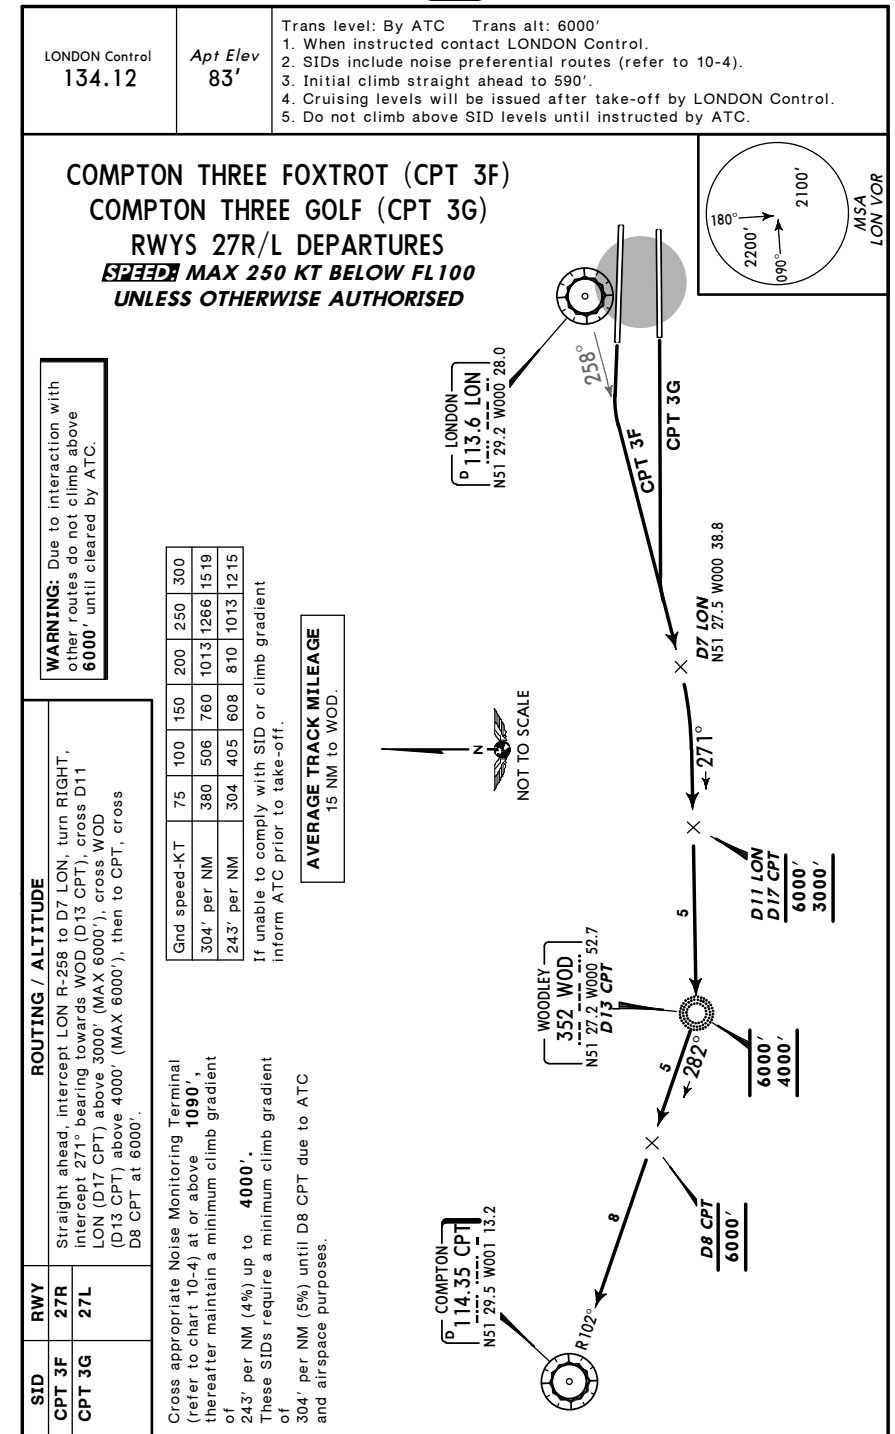 LONDON Control
134.12
Apt Elev
83'
Trans level: By ATC Trans alt: 6000'
1. When instructed contact LONDON Control.
2. SIDs include noise preferential routes (refer to 10-4).
3. Initial climb straight ahead to 590'.
4. Cruising levels will be issued after take-off by LONDON Control.
5. Do not climb above SID levels until instructed by ATC.
COMPTON THREE FOXTROT (CPT 3F)
COMPTON THREE GOLF (CPT 3G)
RWYS 27R/L DEPARTURES
SPEED: MAX 250 KT BELOW FL100
UNLESS OTHERWISE AUTHORISED
MSA
LON VOR
2100'
180°
2200'
090°
LONDON
D 113.6 LON
N51 29.2 W000 28.0
258°
CPT 3F
CPT 3G
D7 LON
N51 27.5 W000 38.8
271°
D11 LON
D17 CPT
6000'
3000'
5
WOODLEY
352 WOD
N51 27.2 W000 52.7
D13 CPT
6000'
4000'
5
282°
D8 CPT
6000'
8
COMPTON
D 114.35 CPT
N51 29.5 W001 13.2
R102°
N
NOT TO SCALE
WARNING: Due to interaction with
other routes do not climb above
6000' until cleared by ATC.
Gnd speed-KT 75 100 150 200 250 300
304' per NM 380 506 760 1013 1266 1519
243' per NM 304 405 608 810 1013 1215
If unable to comply with SID or climb gradient
inform ATC prior to take-off.
AVERAGE TRACK MILEAGE
15 NM to WOD.
Cross appropriate Noise Monitoring Terminal
(refer to chart 10-4) at or above 1090',
thereafter maintain a minimum climb gradient
of
243' per NM (4%) up to 4000'.
These SIDs require a minimum climb gradient
of
304' per NM (5%) until D8 CPT due to ATC
and airspace purposes.
SID RWY ROUTING / ALTITUDE
CPT 3F 27R
CPT 3G 27L
Straight ahead, intercept LON R-258 to D7 LON, turn RIGHT,
intercept 271° bearing towards WOD (D13 CPT), cross D11
LON (D17 CPT) above 3000' (MAX 6000'), cross WOD
(D13 CPT) above 4000' (MAX 6000'), then to CPT, cross
D8 CPT at 6000'.